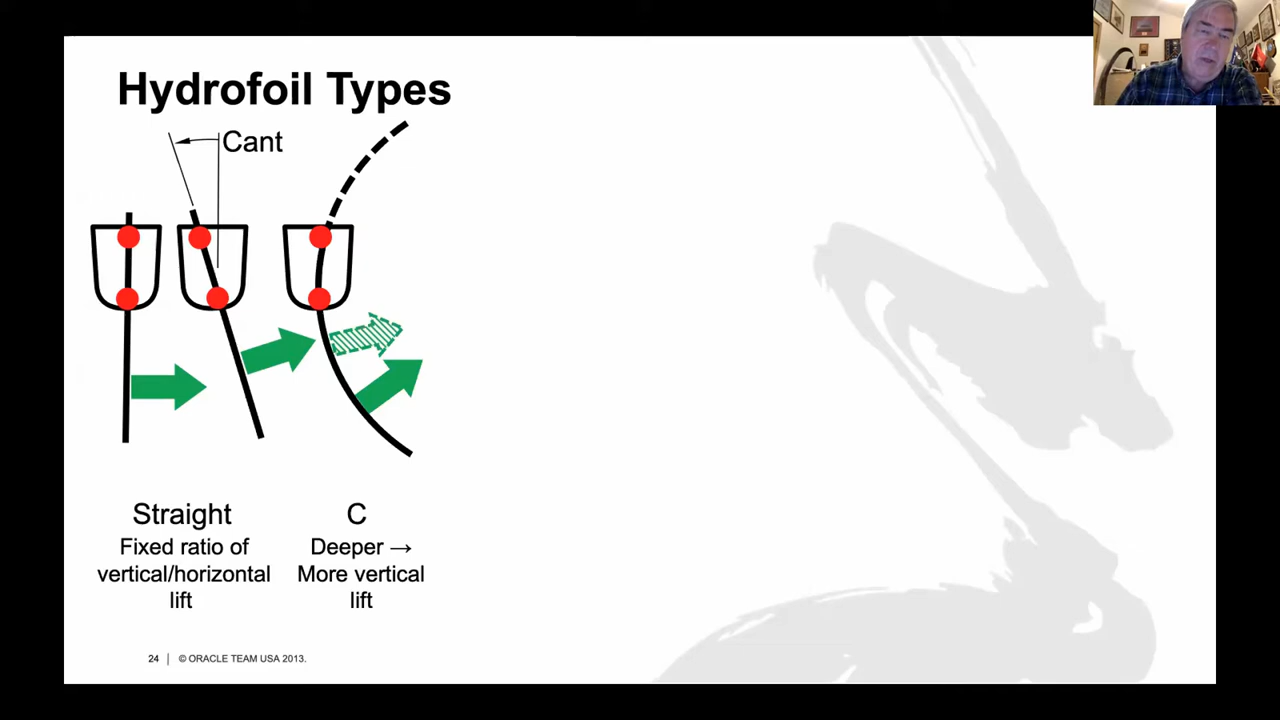 Hydrofoil Types
Cant
Straight
Fixed ratio of
vertical/horizontal
lift
C
Deeper →
More vertical
lift
24 | © ORACLE TEAM USA 2013.